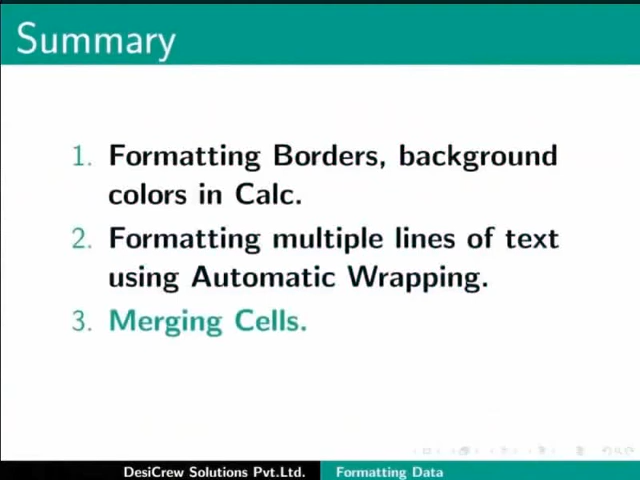 Summary
1. Formatting Borders, background
colors in Calc.
2. Formatting multiple lines of text
using Automatic Wrapping.
3. Merging Cells.
DesiCrew Solutions Pvt.Ltd. Formatting Data